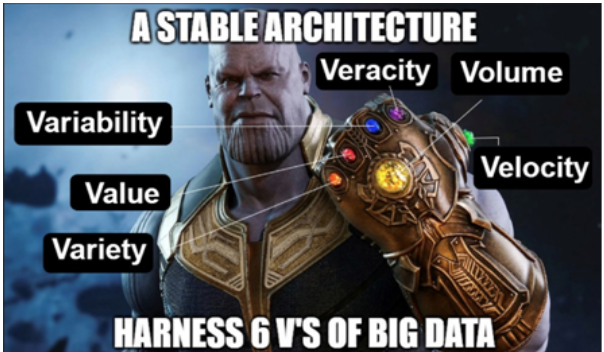 A STABLE ARCHITECTURE
Veracity
Volume
Variability
Velocity
Value
Variety
HARNESS 6 V'S OF BIG DATA